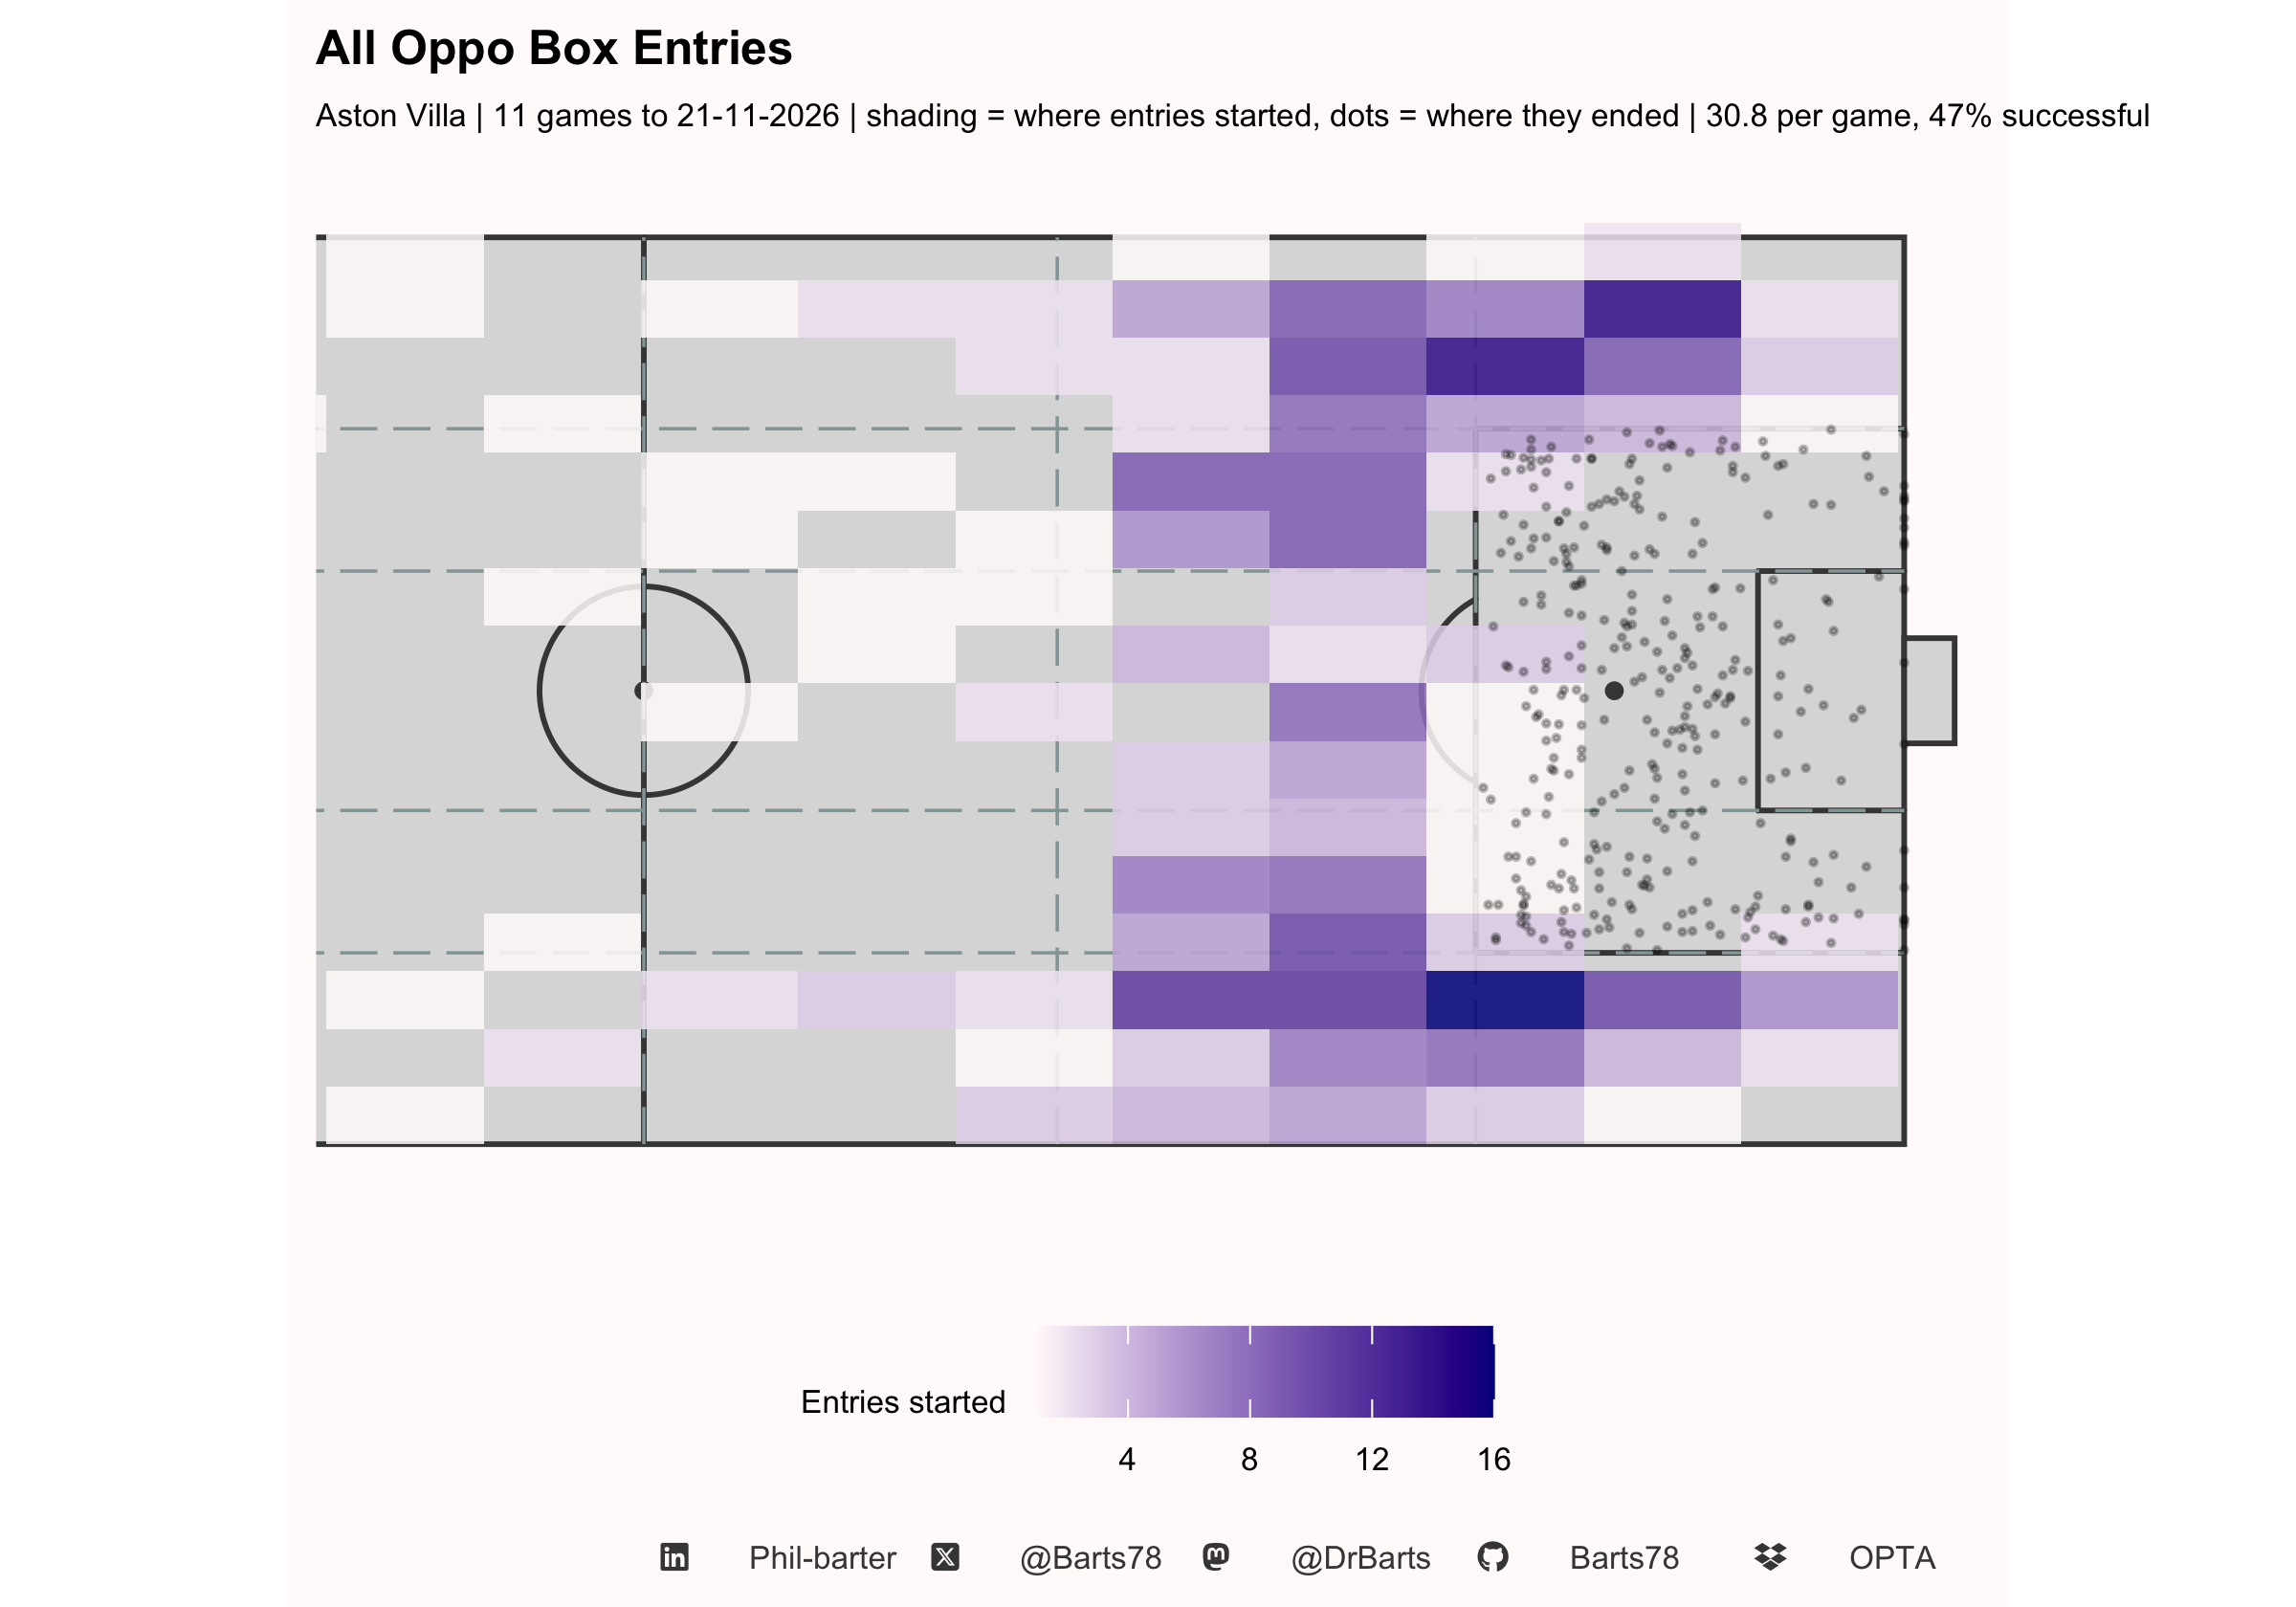 All Oppo Box Entries
Aston Villa | 11 games to 21-11-2026 | shading = where entries started, dots = where they ended | 30.8 per game, 47% successful
Entries started
4 8 12 16
Phil-barter @Barts78 @DrBarts Barts78 OPTA